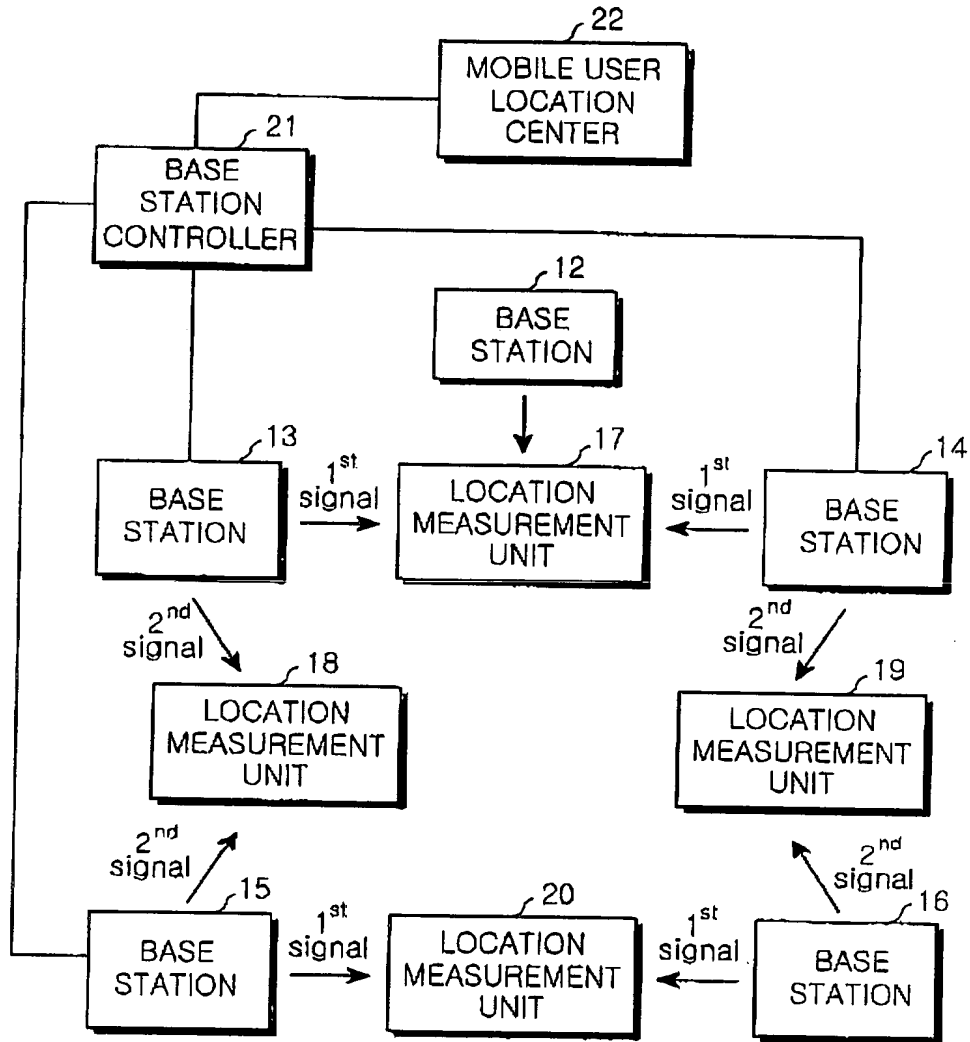 22
MOBILE USER
LOCATION
CENTER
21
BASE
STATION
CONTROLLER
12
BASE
STATION
13
BASE
STATION
1st
signal
17
LOCATION
MEASUREMENT
UNIT
1st
signal
14
BASE
STATION
2nd
signal
2nd
signal
18
LOCATION
MEASUREMENT
UNIT
19
LOCATION
MEASUREMENT
UNIT
2nd
signal
2nd
signal
15
BASE
STATION
1st
signal
20
LOCATION
MEASUREMENT
UNIT
1st
signal
16
BASE
STATION